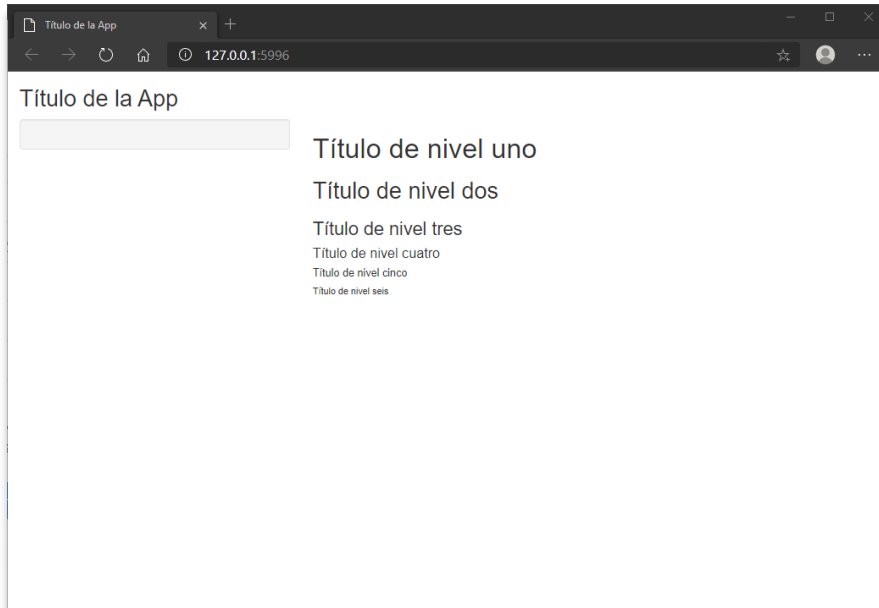 Título de la App
127.0.0.1:5996
Título de la App
Título de nivel uno
Título de nivel dos
Título de nivel tres
Título de nivel cuatro
Título de nivel cinco
Título de nivel seis